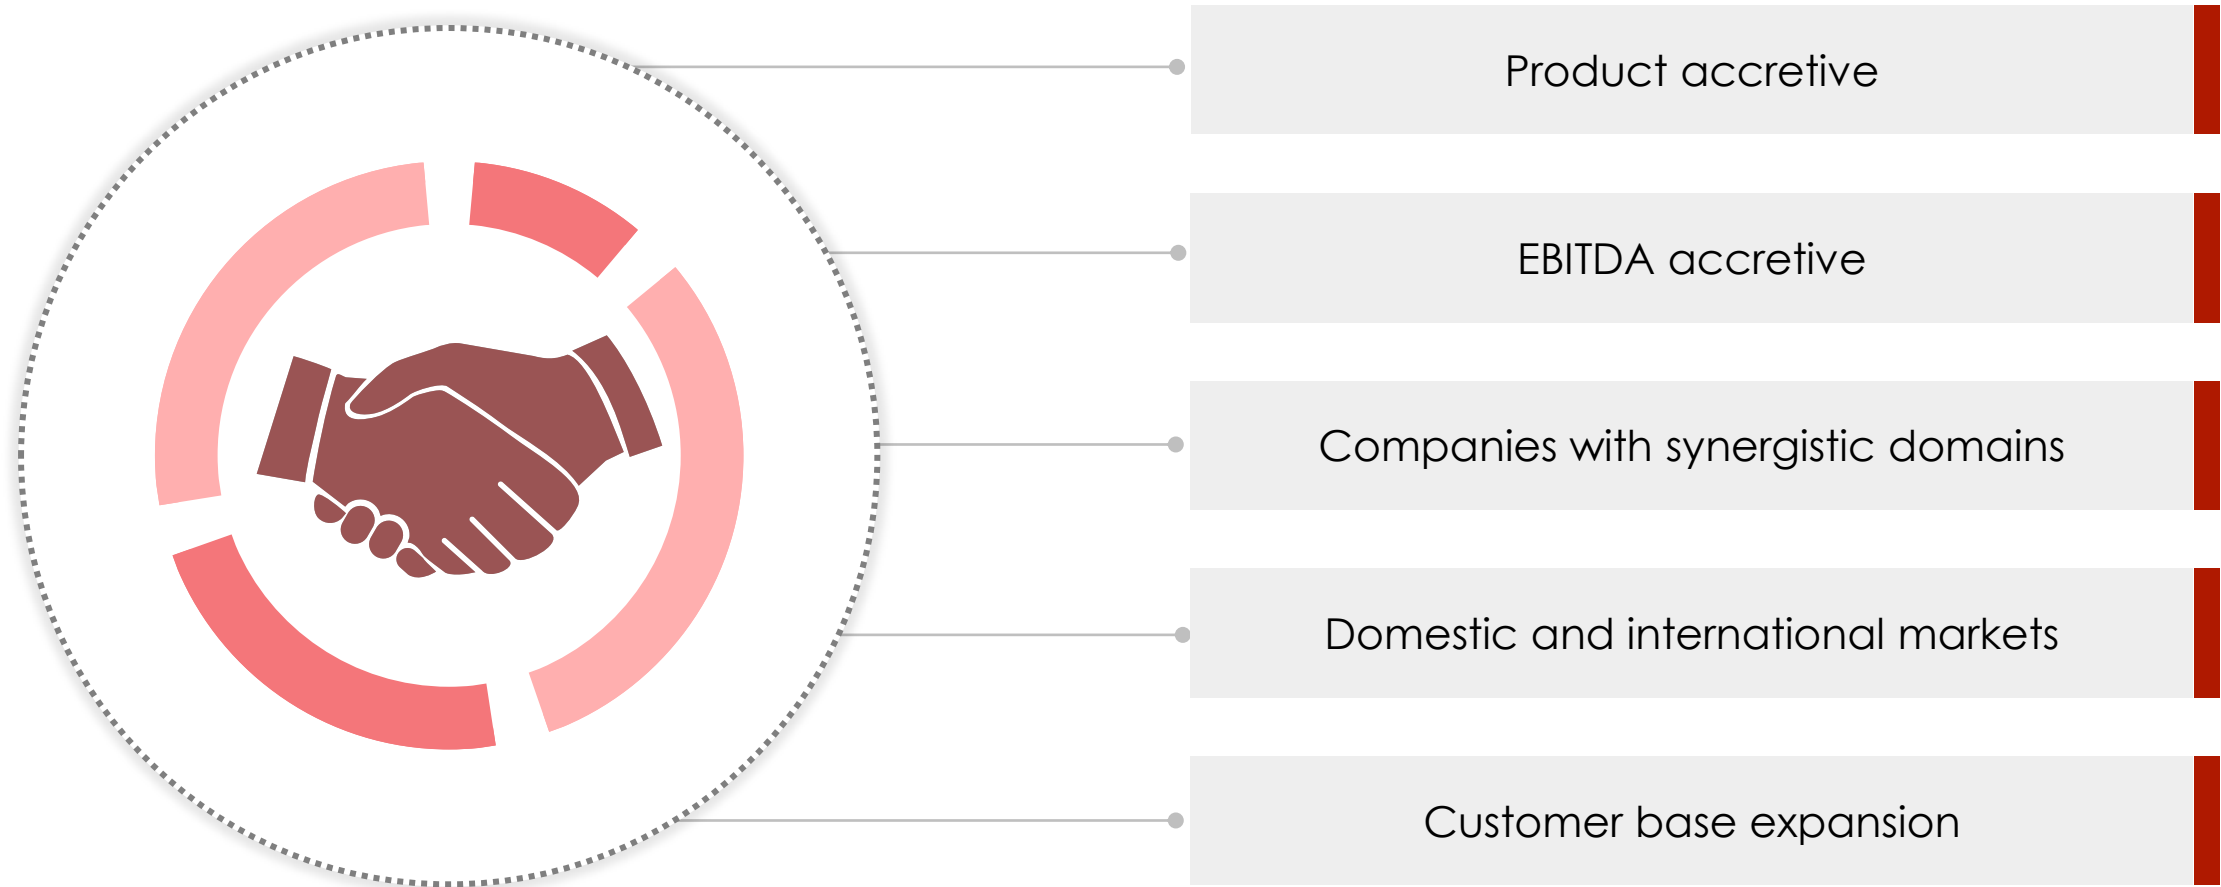 Product accretive
EBITDA accretive
Companies with synergistic domains
Domestic and international markets
Customer base expansion